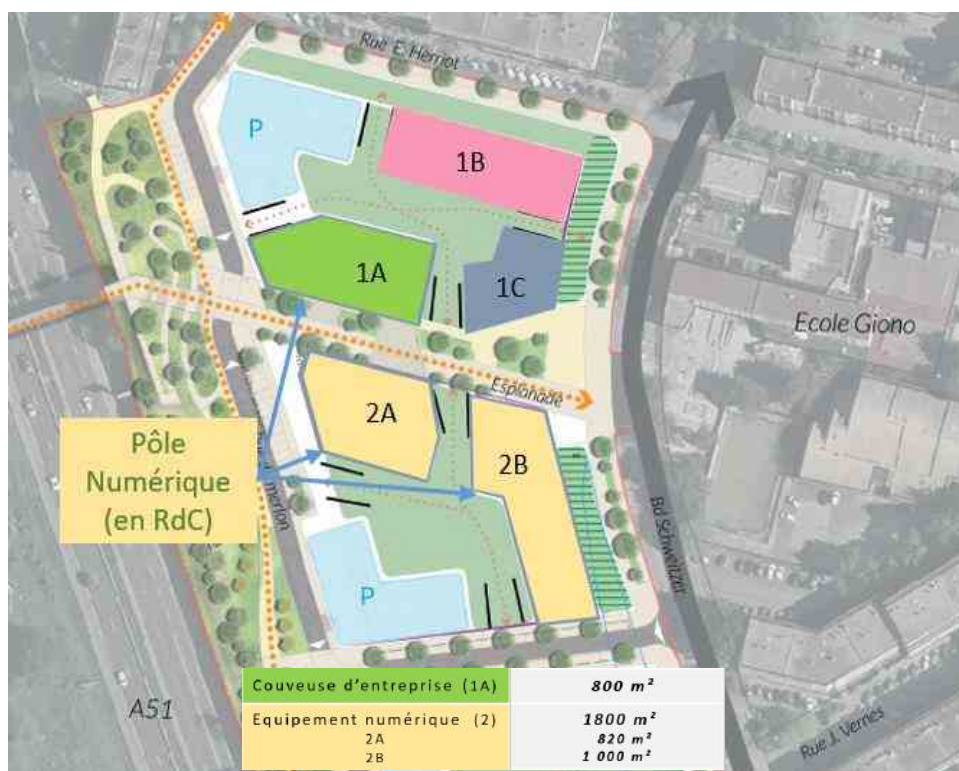 Rue E. Herriot
P
1B
1A
1C
Ecole Giono
Esplanade
2A
2B
Pôle
Numérique
(en RdC)
merlon
Bd Schweitzer
P
A51
Rue J. Vernes
Couveuse d'entreprise (1A) 800 m²
Equipement numérique (2) 1800 m²
2A 820 m²
2B 1 000 m²